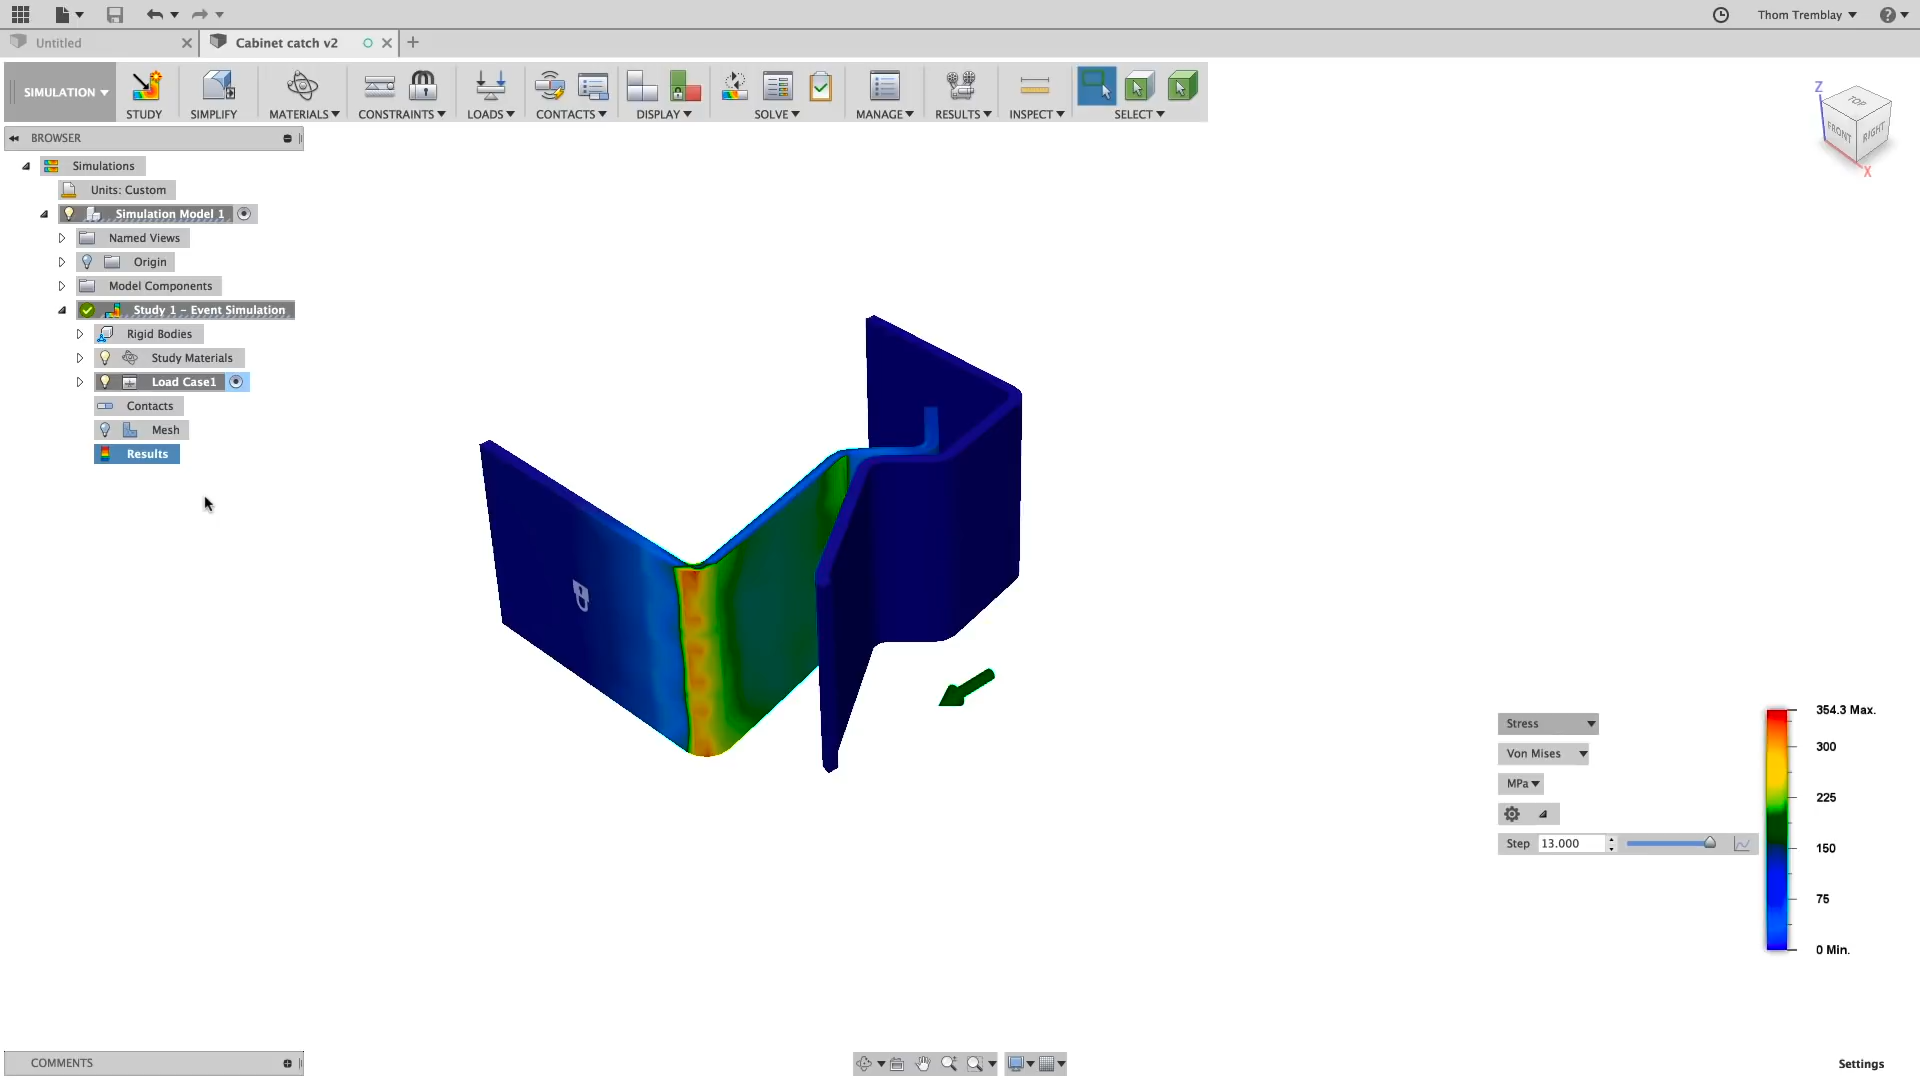 Thom Tremblay
Untitled
Cabinet catch v2
SIMULATION
STUDY
SIMPLIFY
MATERIALS
CONSTRAINTS
LOADS
CONTACTS
DISPLAY
SOLVE
MANAGE
RESULTS
INSPECT
SELECT
Z
TOP
FRONT
RIGHT
X
BROWSER
Simulations
Units: Custom
Simulation Model 1
Named Views
Origin
Model Components
Study 1 - Event Simulation
Rigid Bodies
Study Materials
Load Case1
Contacts
Mesh
Results
Stress
Von Mises
MPa
Step 13.000
354.3 Max.
300
225
150
75
0 Min.
COMMENTS
Settings